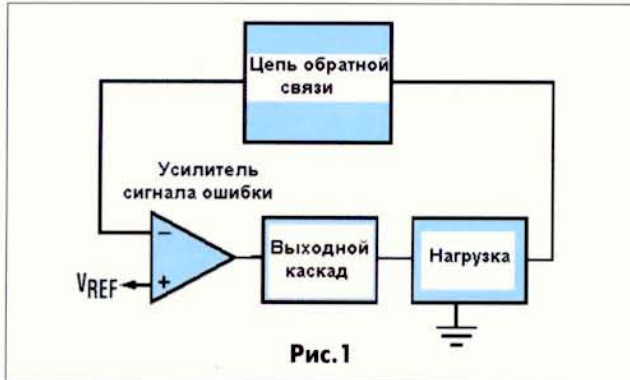 Цепь обратной
связи
Усилитель
сигнала ошибки
−
+
VREF
Выходной
каскад
Нагрузка
Рис.1